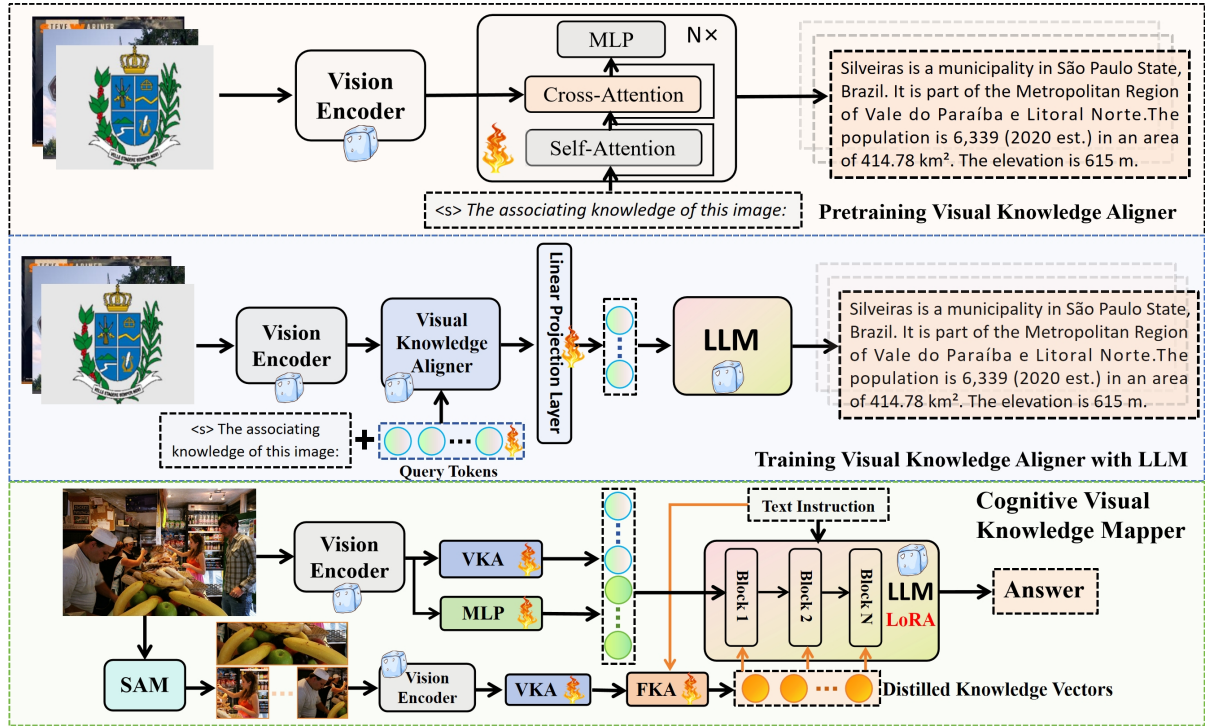 MLP
N×
Vision
Encoder
Cross-Attention
Self-Attention
<s> The associating knowledge of this image:
Silveiras is a municipality in São Paulo State,
Brazil. It is part of the Metropolitan Region
of Vale do Paraíba e Litoral Norte.The
population is 6,339 (2020 est.) in an area
of 414.78 km². The elevation is 615 m.
Pretraining Visual Knowledge Aligner
Vision
Encoder
Visual
Knowledge
Aligner
Linear Projection Layer
LLM
Silveiras is a municipality in São Paulo State,
Brazil. It is part of the Metropolitan Region
of Vale do Paraíba e Litoral Norte.The
population is 6,339 (2020 est.) in an area
of 414.78 km². The elevation is 615 m.
<s> The associating
knowledge of this image:
+
Query Tokens
Training Visual Knowledge Aligner with LLM
Cognitive Visual
Knowledge Mapper
Text Instruction
Vision
Encoder
VKA
MLP
Block 1
Block 2
Block N
LLM
LoRA
Answer
SAM
Vision
Encoder
VKA
FKA
Distilled Knowledge Vectors